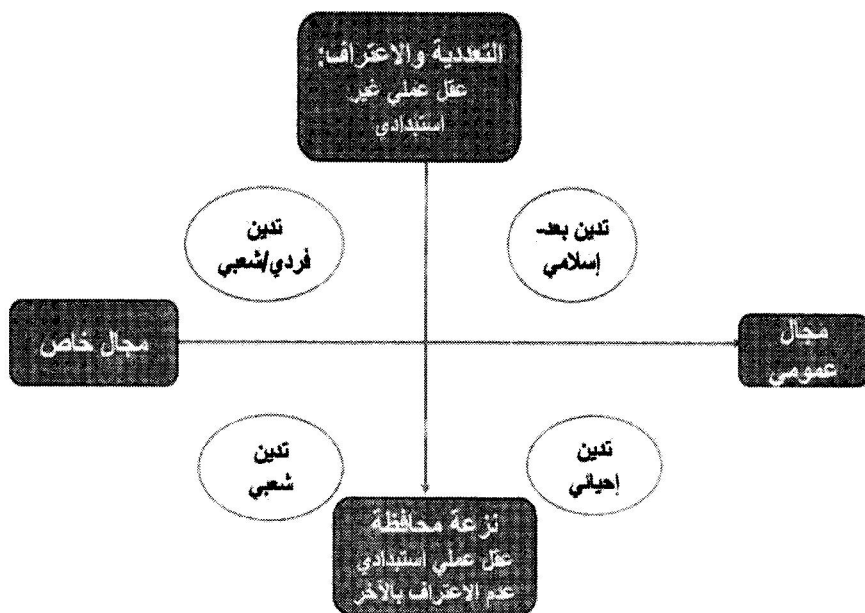 التعددية والاعتراف:
عقل عملي غير
استبدادي
تدين بعد-
إسلامي
تدين
فردي/شعبي
مجال
عمومي
مجال خاص
تدين
إحيائي
تدين
شعبي
نزعة محافظة
عقل عملي استبدادي
عدم الاعتراف بالآخر